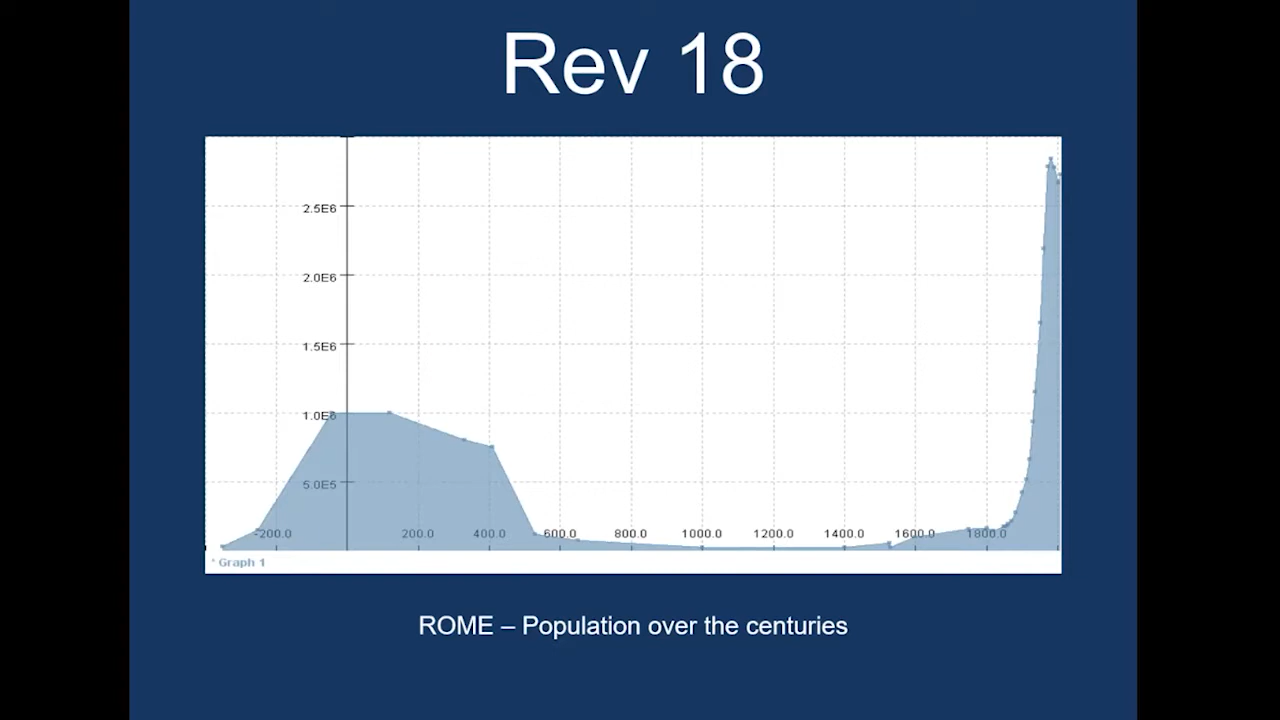 Rev 18
2.5E6
2.0E6
1.5E6
1.0E6
5.0E5
-200.0 200.0 400.0 600.0 800.0 1000.0 1200.0 1400.0 1600.0 1800.0
* Graph 1
ROME – Population over the centuries